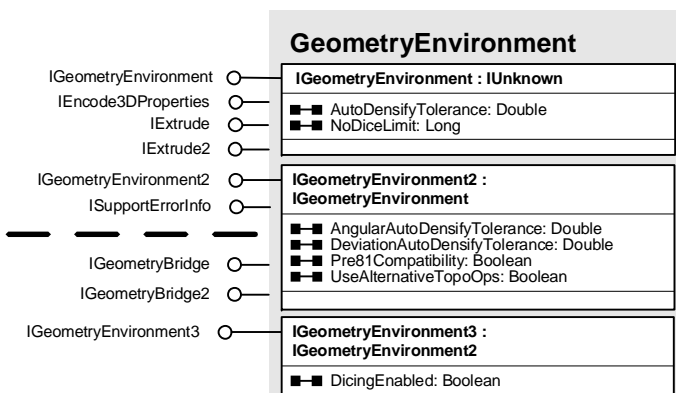 GeometryEnvironment
IGeometryEnvironment
IEncode3DProperties
IExtrude
IExtrude2
IGeometryEnvironment2
ISupportErrorInfo
IGeometryBridge
IGeometryBridge2
IGeometryEnvironment3
IGeometryEnvironment : IUnknown
AutoDensifyTolerance: Double
NoDiceLimit: Long
IGeometryEnvironment2 :
IGeometryEnvironment
AngularAutoDensifyTolerance: Double
DeviationAutoDensifyTolerance: Double
Pre81Compatibility: Boolean
UseAlternativeTopoOps: Boolean
IGeometryEnvironment3 :
IGeometryEnvironment2
DicingEnabled: Boolean